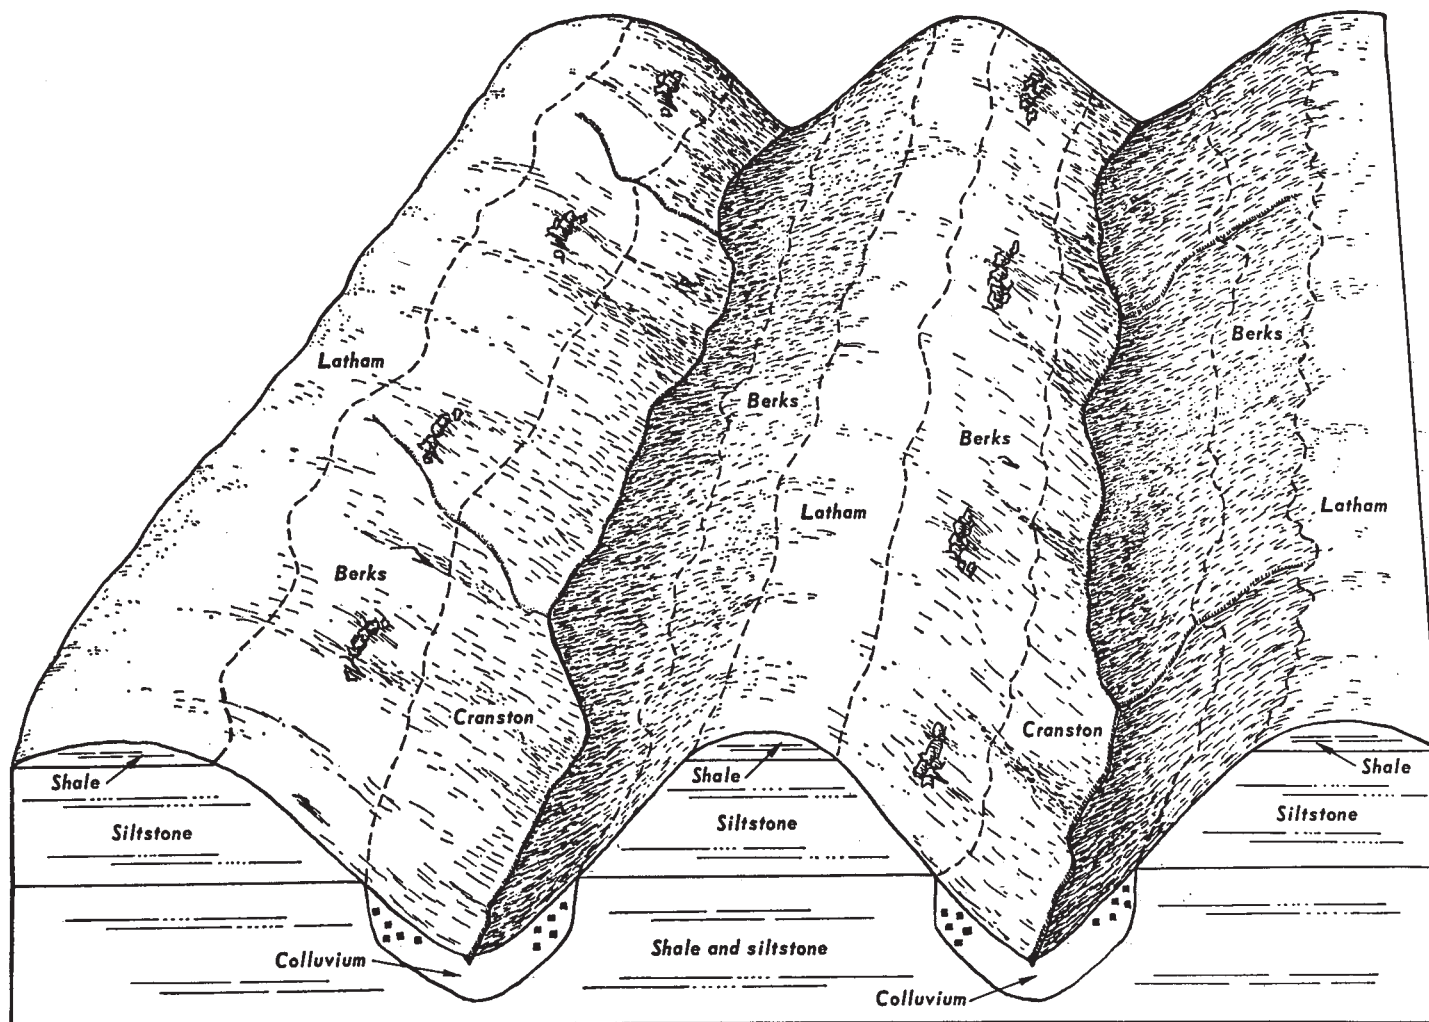 Latham
Berks
Berks
Berks
Latham
Latham
Berks
Cranston
Cranston
Shale
Shale
Shale
Siltstone
Siltstone
Siltstone
Shale and siltstone
Colluvium
Colluvium